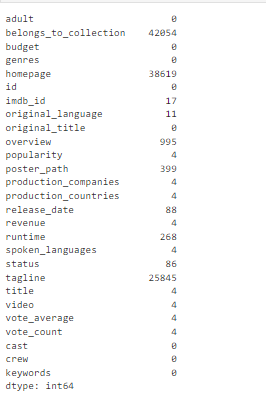 adult 0
belongs_to_collection 42054
budget 0
genres 0
homepage 38619
id 0
imdb_id 17
original_language 11
original_title 0
overview 995
popularity 4
poster_path 399
production_companies 4
production_countries 4
release_date 88
revenue 4
runtime 268
spoken_languages 4
status 86
tagline 25845
title 4
video 4
vote_average 4
vote_count 4
cast 0
crew 0
keywords 0
dtype: int64